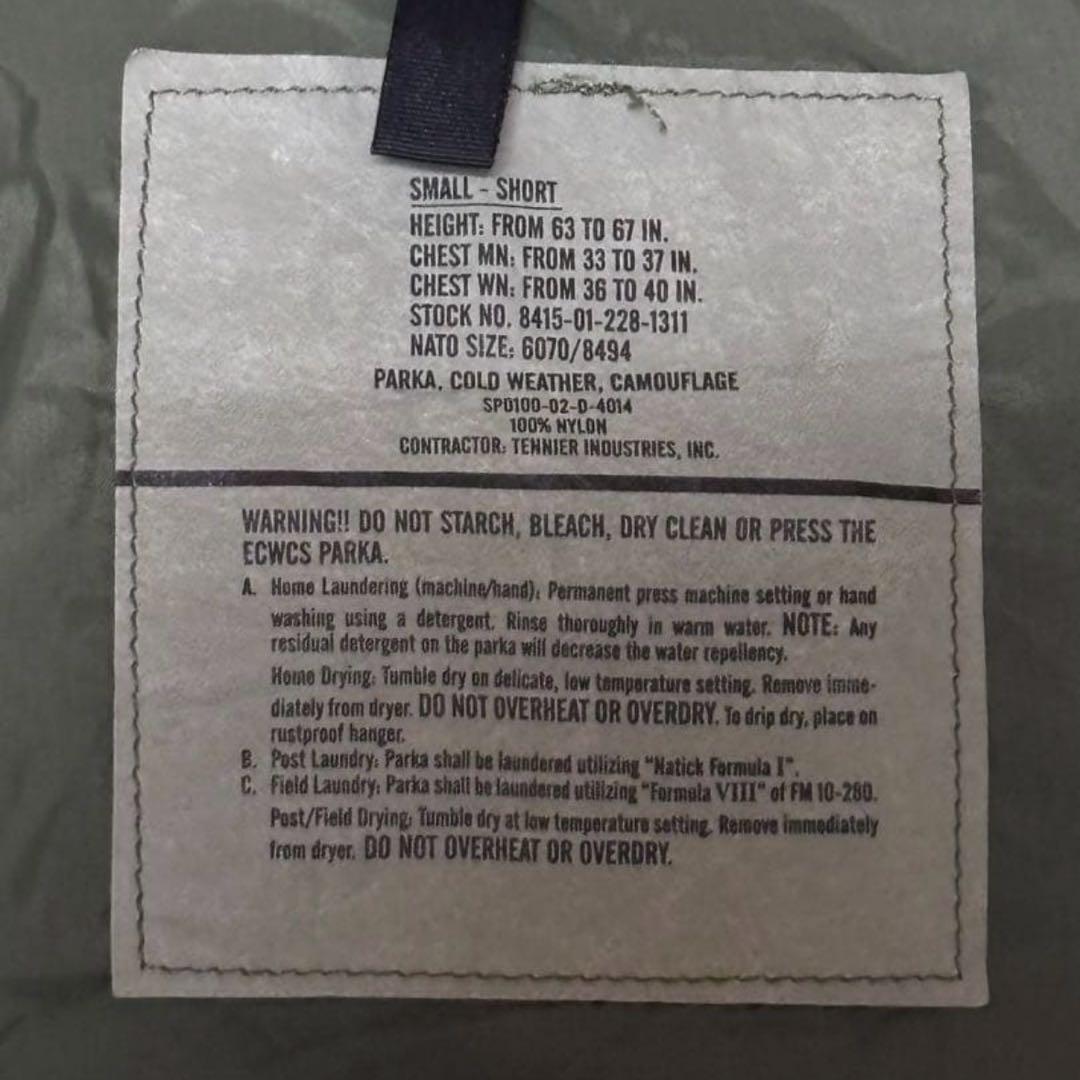 SMALL - SHORT
HEIGHT: FROM 63 TO 67 IN.
CHEST MN: FROM 33 TO 37 IN.
CHEST WN: FROM 36 TO 40 IN.
STOCK NO. 8415-01-228-1311
NATO SIZE: 6070/8494
PARKA, COLD WEATHER, CAMOUFLAGE
SP0100-02-D-4014
100% NYLON
CONTRACTOR: TENNIER INDUSTRIES, INC.
WARNING!! DO NOT STARCH, BLEACH, DRY CLEAN OR PRESS THE
ECWCS PARKA.
A. Home Laundering (machine/hand): Permanent press machine setting or hand
washing using a detergent. Rinse thoroughly in warm water. NOTE: Any
residual detergent on the parka will decrease the water repellency.
Home Drying: Tumble dry on delicate, low temperature setting. Remove imme-
diately from dryer. DO NOT OVERHEAT OR OVERDRY. To drip dry, place on
rustproof hanger.
B. Post Laundry: Parka shall be laundered utilizing "Natick Formula I".
C. Field Laundry: Parka shall be laundered utilizing "Formula VIII" of FM 10-280.
Post/Field Drying: Tumble dry at low temperature setting. Remove immediately
from dryer. DO NOT OVERHEAT OR OVERDRY.